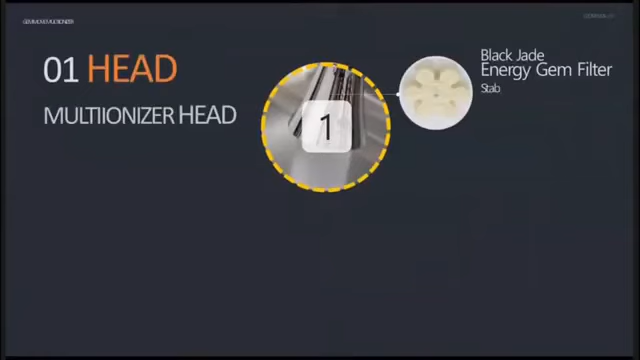 01 HEAD
MULTIIONIZER HEAD
1
Black Jade
Energy Gem Filter
Stab